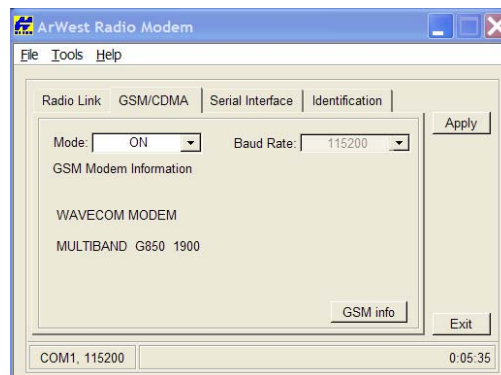 ArWest Radio Modem
File Tools Help
Radio Link GSM/CDMA Serial Interface Identification
Apply
Mode: ON Baud Rate: 115200
GSM Modem Information
WAVECOM MODEM
MULTIBAND G850 1900
GSM info
Exit
COM1, 115200 0:05:35